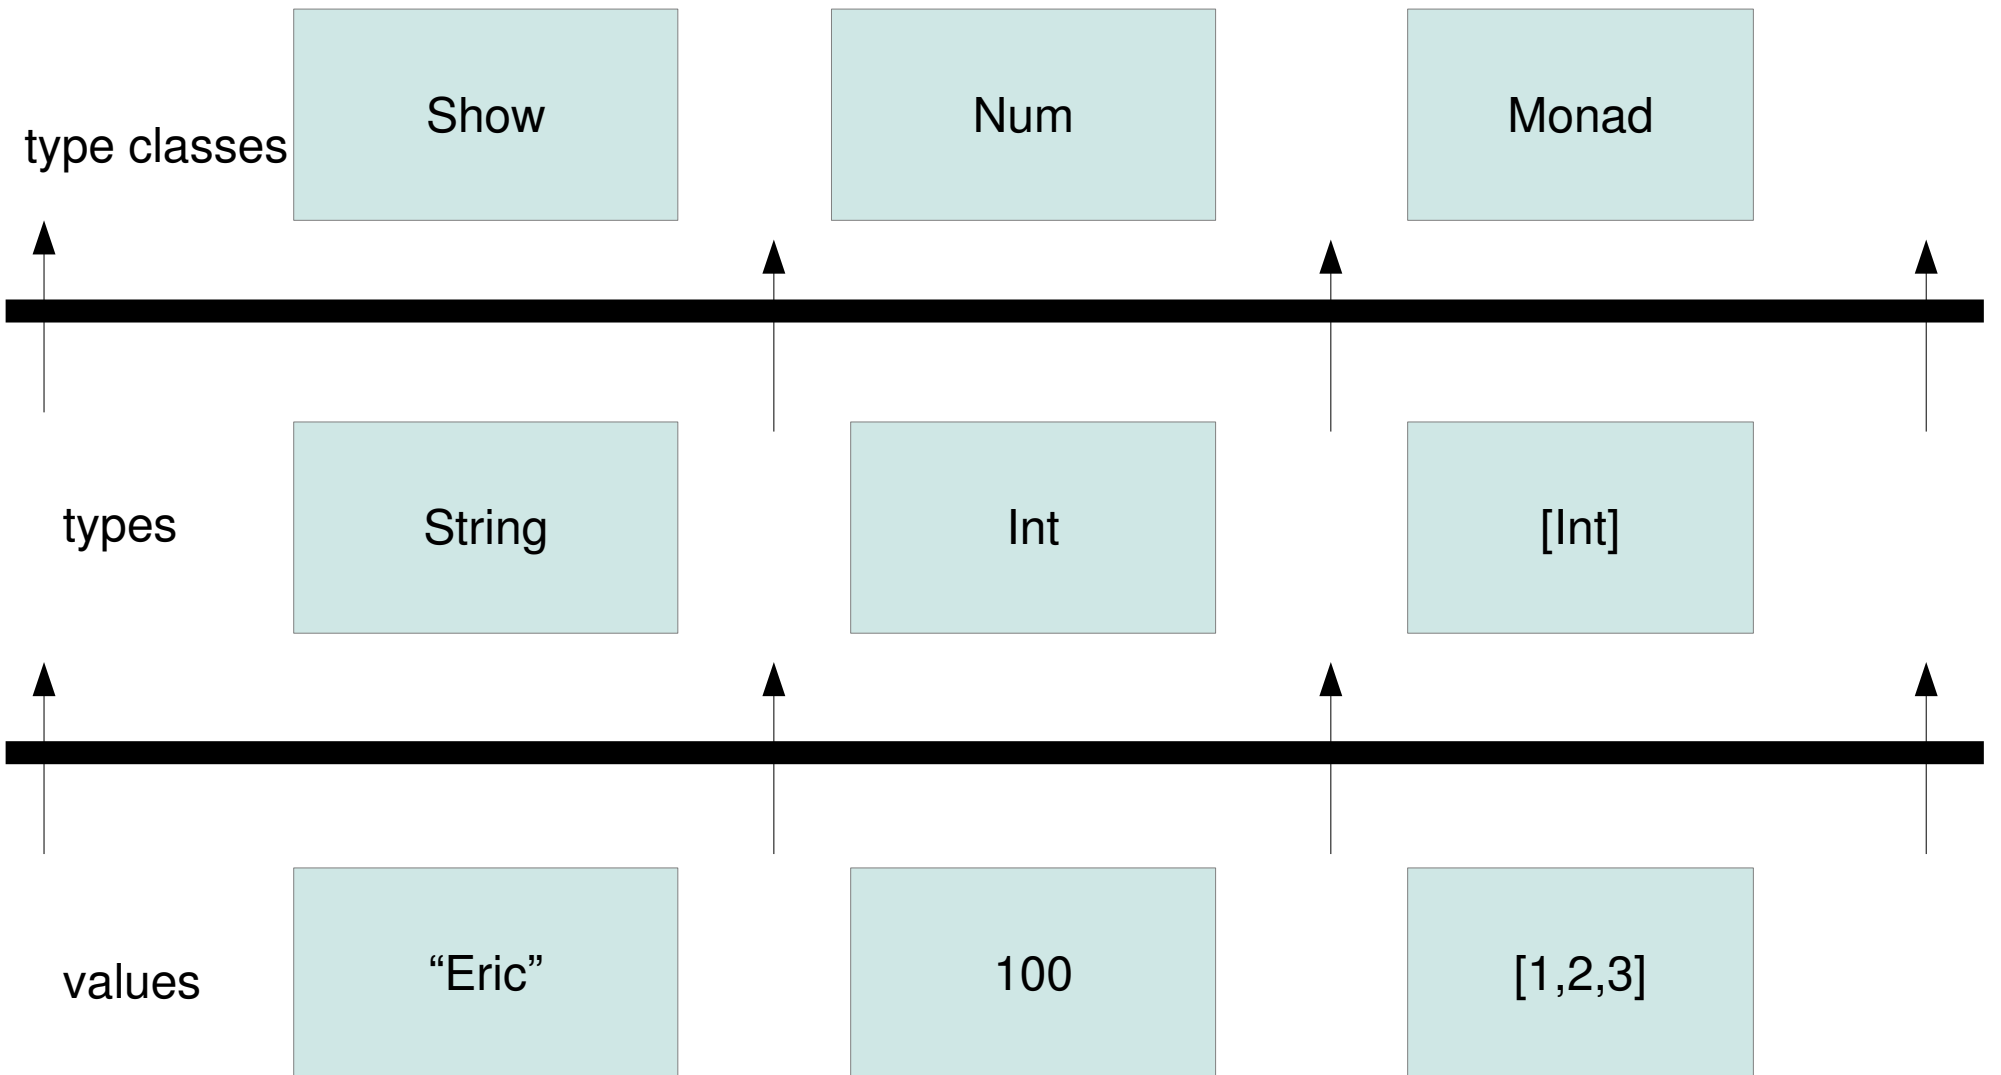 type classes
Show
Num
Monad
types
String
Int
[Int]
values
“Eric”
100
[1,2,3]